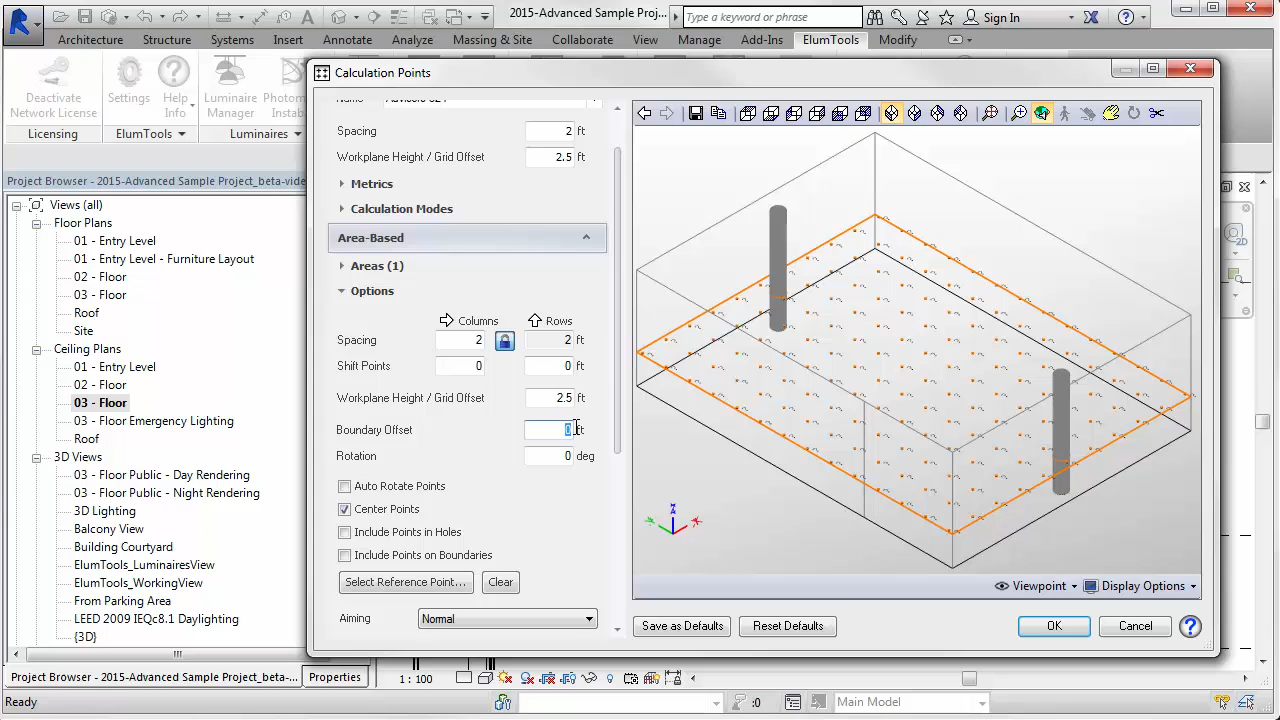 2015-Advanced Sample Proj...
Type a keyword or phrase
Sign In
Architecture Structure Systems Insert Annotate Analyze Massing & Site Collaborate View Manage Add-Ins ElumTools Modify
Deactivate
Network License
Settings
Help
Info
Luminaire
Manager
Licensing
ElumTools
Luminaires
Project Browser - 2015-Advanced Sample Project_beta-vide
Views (all)
Floor Plans
01 - Entry Level
01 - Entry Level - Furniture Layout
02 - Floor
03 - Floor
Roof
Site
Ceiling Plans
01 - Entry Level
02 - Floor
03 - Floor
03 - Floor Emergency Lighting
Roof
3D Views
03 - Floor Public - Day Rendering
03 - Floor Public - Night Rendering
3D Lighting
Balcony View
Building Courtyard
ElumTools_LuminairesView
ElumTools_WorkingView
From Parking Area
LEED 2009 IEQc8.1 Daylighting
{3D}
Project Browser - 2015-Advanced Sample Project_beta-...
Properties
Ready
Calculation Points
Spacing 2 ft
Workplane Height / Grid Offset 2.5 ft
Metrics
Calculation Modes
Area-Based
Areas (1)
Options
Columns Rows
Spacing 2 2 ft
Shift Points 0 0 ft
Workplane Height / Grid Offset 2.5 ft
Boundary Offset 0 ft
Rotation 0 deg
Auto Rotate Points
Center Points
Include Points in Holes
Include Points on Boundaries
Select Reference Point... Clear
Aiming Normal
Z
Viewpoint Display Options
Save as Defaults Reset Defaults OK Cancel
1 : 100
:0
Main Model